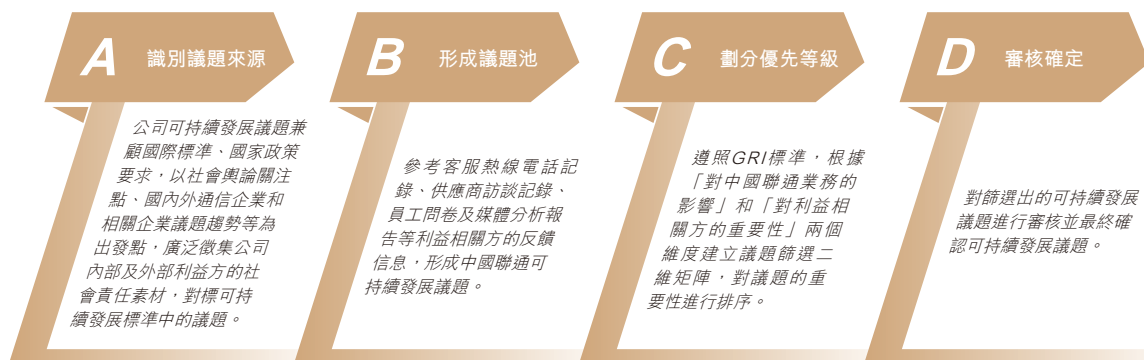 A 識別議題來源
公司可持續發展議題兼
顧國際標準、國家政策
要求，以社會輿論關注
點、國內外通信企業和
相關企業議題趨勢等為
出發點，廣泛徵集公司
內部及外部利益方的社
會責任素材，對標可持
續發展標準中的議題。
B 形成議題池
參考客服熱線電話記
錄、供應商訪談記錄、
員工問卷及媒體分析報
告等利益相關方的反饋
信息，形成中國聯通可
持續發展議題。
C 劃分優先等級
遵照GRI標準，根據
「對中國聯通業務的
影響」和「對利益相
關方的重要性」兩個
維度建立議題篩選二
維矩陣，對議題的重
要性進行排序。
D 審核確定
對篩選出的可持續發展
議題進行審核並最終確
認可持續發展議題。